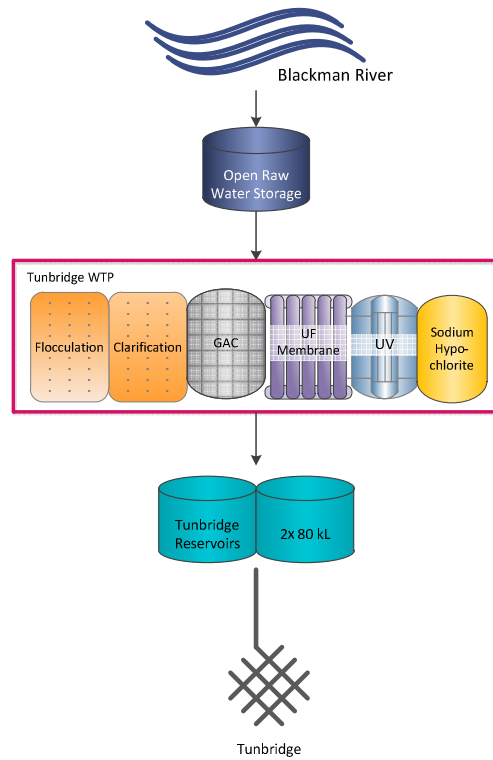 Blackman River
Open Raw
Water Storage
Tunbridge WTP
Flocculation
Clarification
GAC
UF
Membrane
UV
Sodium
Hypo-
chlorite
Tunbridge
Reservoirs
2x 80 kL
Tunbridge